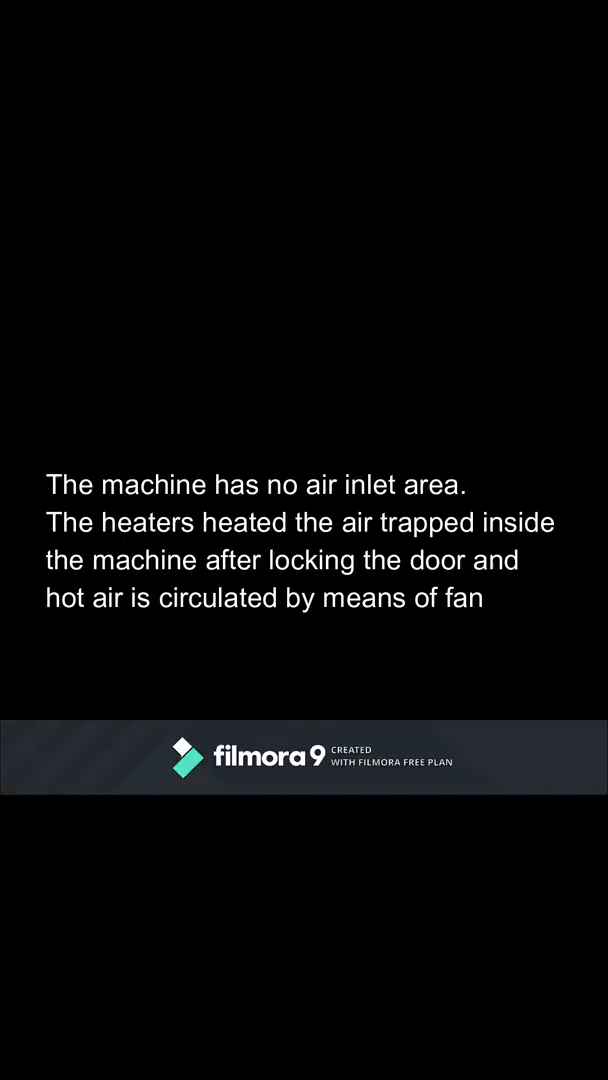 The machine has no air inlet area.
The heaters heated the air trapped inside
the machine after locking the door and
hot air is circulated by means of fan
filmora 9 CREATED
WITH FILMORA FREE PLAN